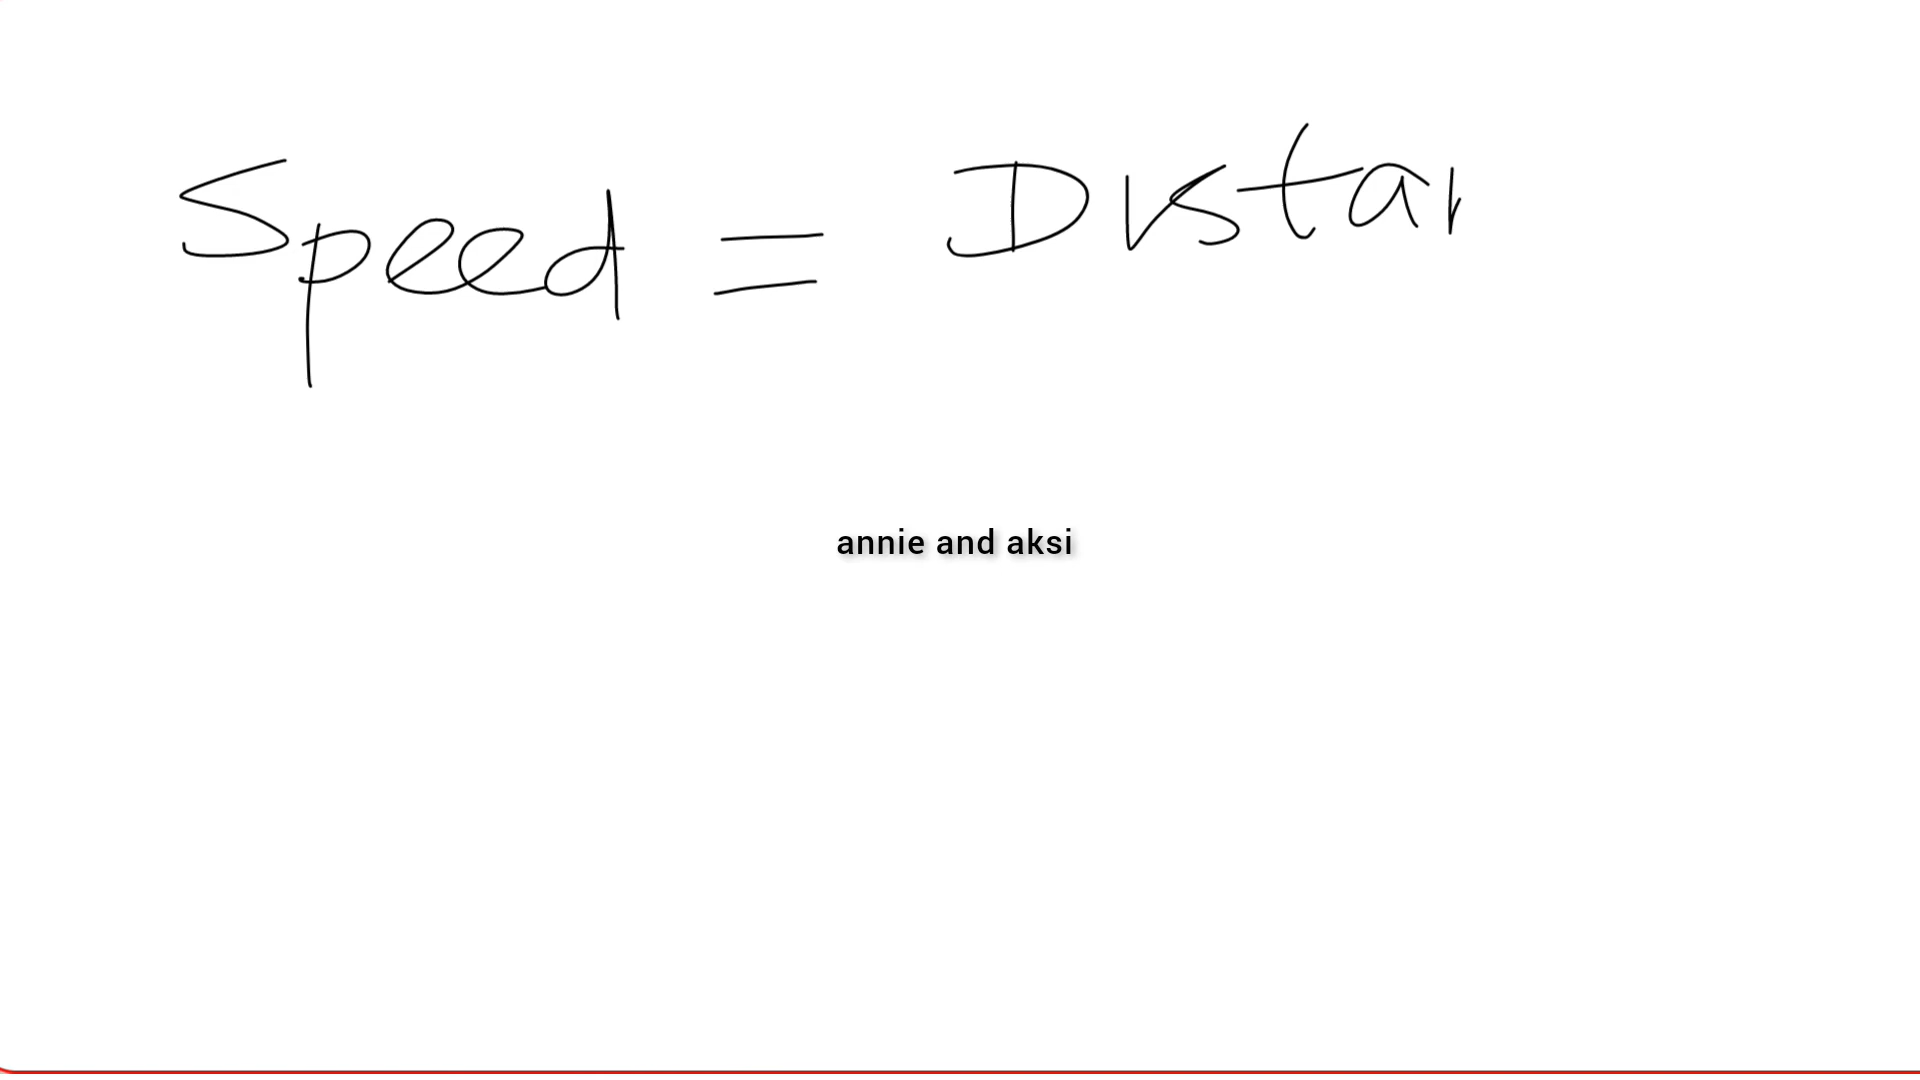 Speed = Distan
annie and aksi